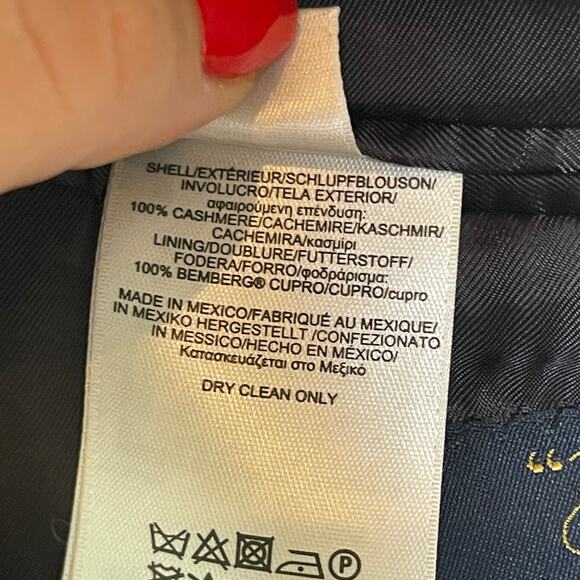 SHELL/EXTÉRIEUR/SCHLUPFBLOUSON/
INVOLUCRO/TELA EXTERIOR/
αφαιρούμενη επένδυση:
100% CASHMERE/CACHEMIRE/KASCHMIR/
CACHEMIRA/κασμίρι
LINING/DOUBLURE/FUTTERSTOFF/
FODERA/FORRO/φοδράρισμα:
100% BEMBERG® CUPRO/CUPRO/cupro
MADE IN MEXICO/FABRIQUÉ AU MEXIQUE/
IN MEXIKO HERGESTELLT /CONFEZIONATO
IN MESSICO/HECHO EN MÉXICO/
Κατασκευάζεται στο Μεξικό
DRY CLEAN ONLY
P